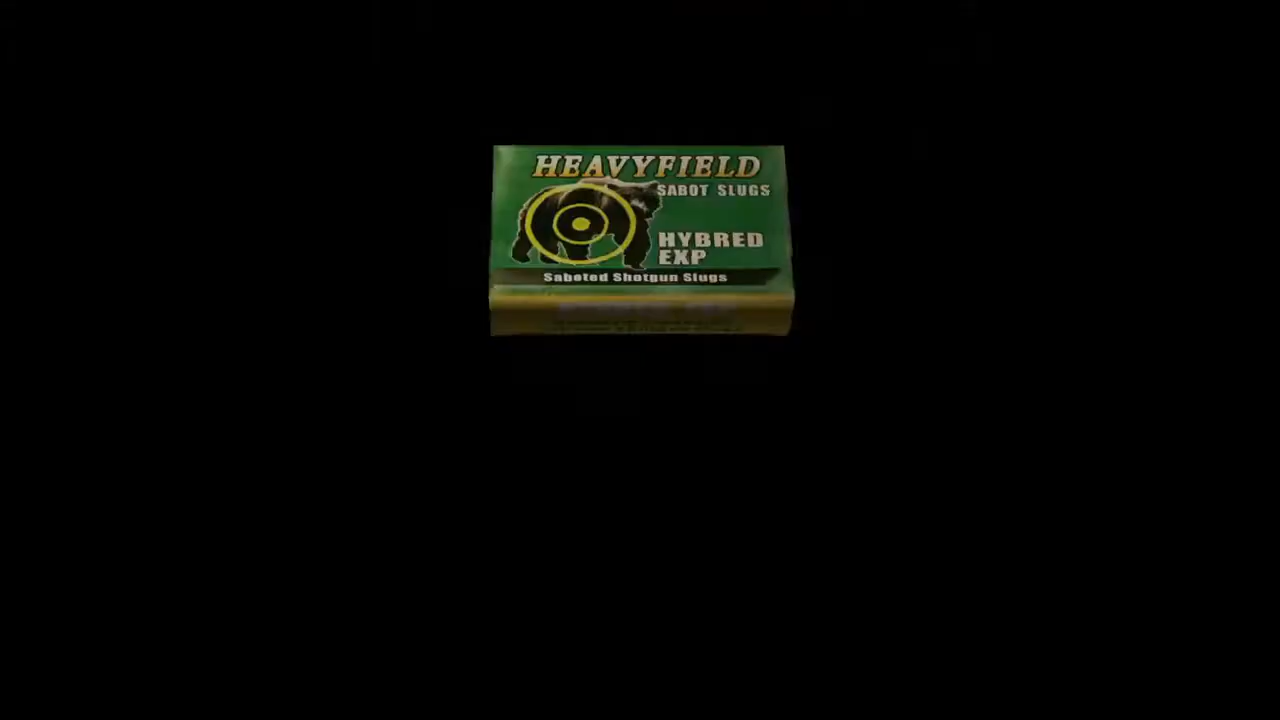 HEAVYFIELD
SABOT SLUGS
HYBRED
EXP
Saboted Shotgun Slugs